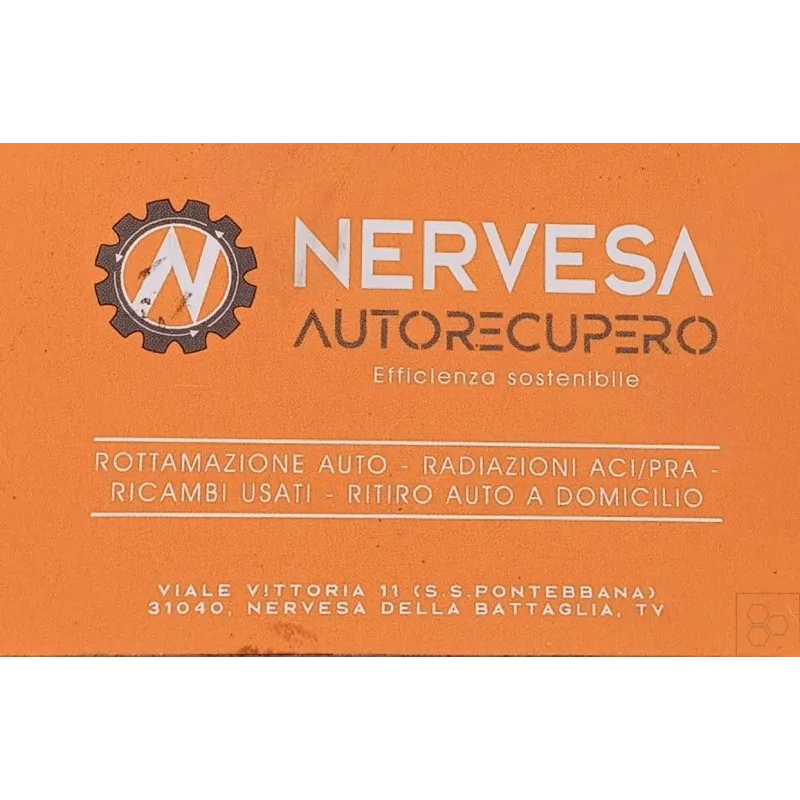 N
NERVESA
AUTORECUPERO
Efficienza sostenibile
ROTTAMAZIONE AUTO - RADIAZIONI ACI/PRA -
RICAMBI USATI - RITIRO AUTO A DOMICILIO
VIALE VITTORIA 11 (S.S.PONTEBBANA)
31040, NERVESA DELLA BATTAGLIA, TV